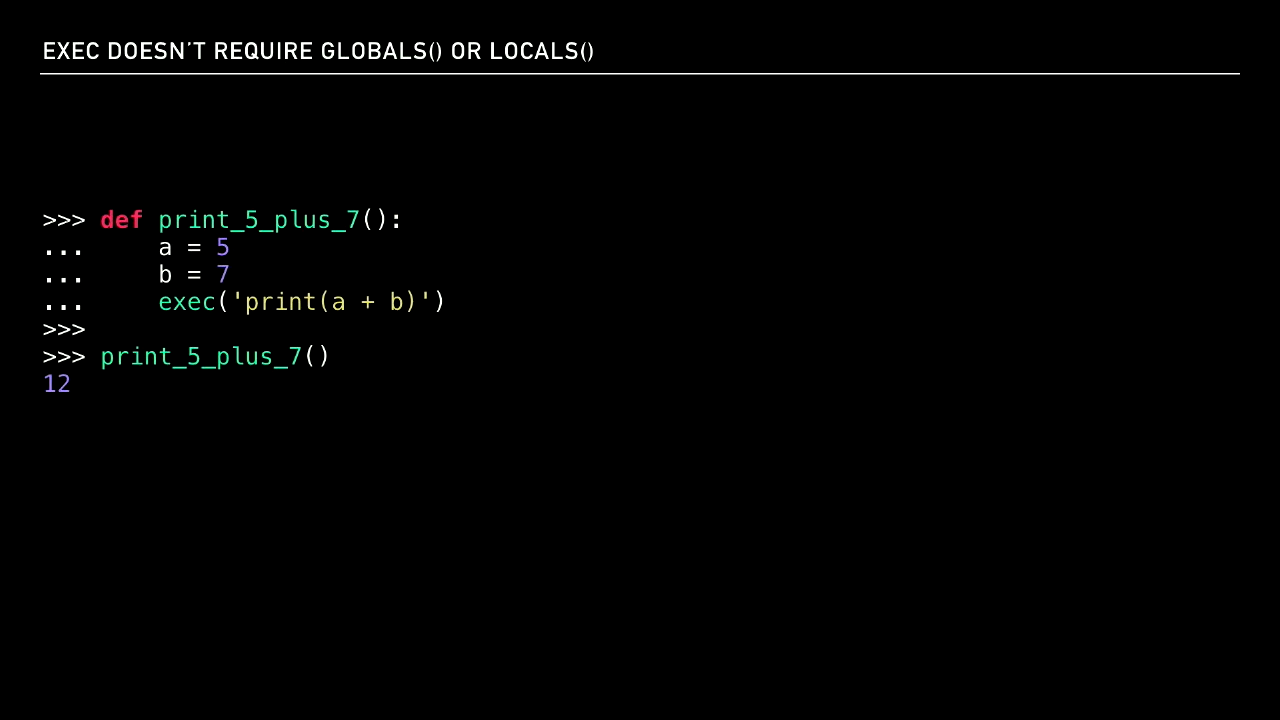 EXEC DOESN'T REQUIRE GLOBALS() OR LOCALS()
>>> def print_5_plus_7():
...     a = 5
...     b = 7
...     exec('print(a + b)')
>>>
>>> print_5_plus_7()
12